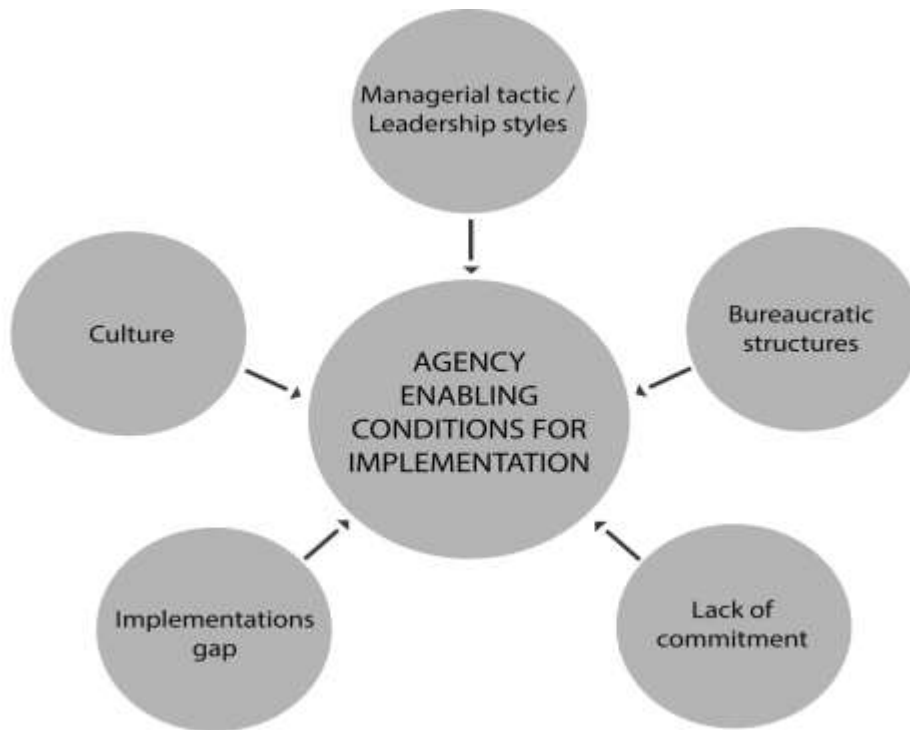 Managerial tactic /
Leadership styles
Culture
Bureaucratic
structures
AGENCY
ENABLING
CONDITIONS FOR
IMPLEMENTATION
Implementations
gap
Lack of
commitment